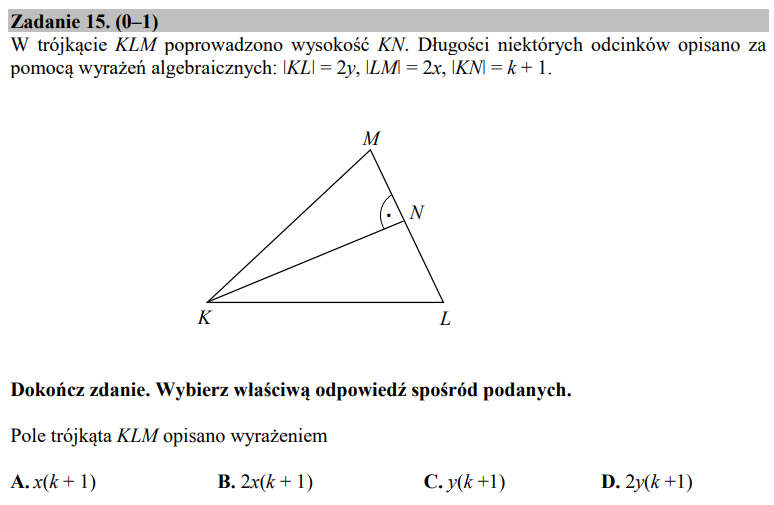 Zadanie 15. (0–1)
W trójkącie KLM poprowadzono wysokość KN. Długości niektórych odcinków opisano za
pomocą wyrażeń algebraicznych: |KL| = 2y, |LM| = 2x, |KN| = k + 1.
M
N
K
L
Dokończ zdanie. Wybierz właściwą odpowiedź spośród podanych.
Pole trójkąta KLM opisano wyrażeniem
A. x(k + 1) B. 2x(k + 1) C. y(k +1) D. 2y(k +1)